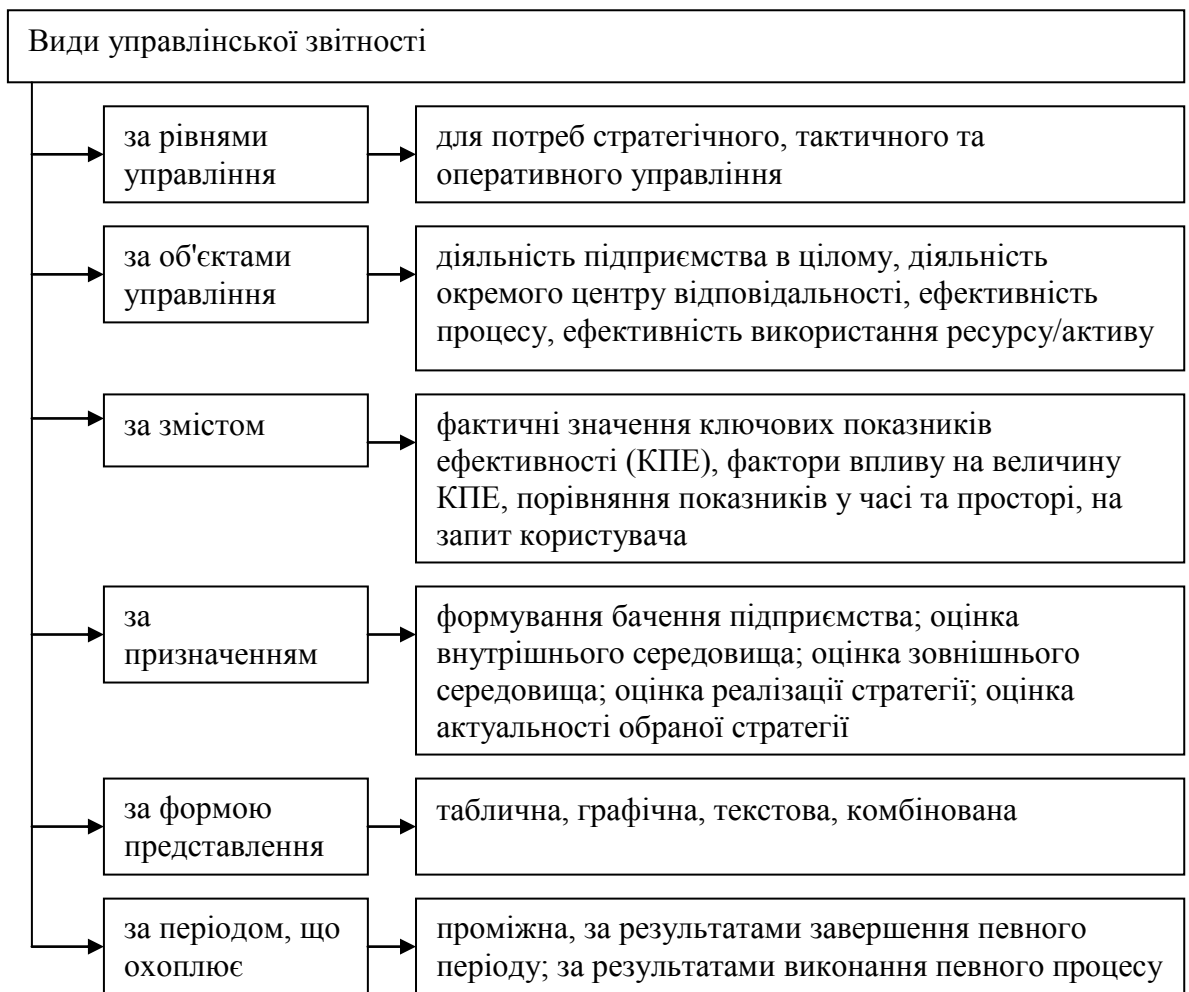 Види управлінської звітності
за рівнями
управління
для потреб стратегічного, тактичного та
оперативного управління
за об'єктами
управління
діяльність підприємства в цілому, діяльність
окремого центру відповідальності, ефективність
процесу, ефективність використання ресурсу/активу
за змістом
фактичні значення ключових показників
ефективності (КПЕ), фактори впливу на величину
КПЕ, порівняння показників у часі та просторі, на
запит користувача
за
призначенням
формування бачення підприємства; оцінка
внутрішнього середовища; оцінка зовнішнього
середовища; оцінка реалізації стратегії; оцінка
актуальності обраної стратегії
за формою
представлення
таблична, графічна, текстова, комбінована
за періодом, що
охоплює
проміжна, за результатами завершення певного
періоду; за результатами виконання певного процесу